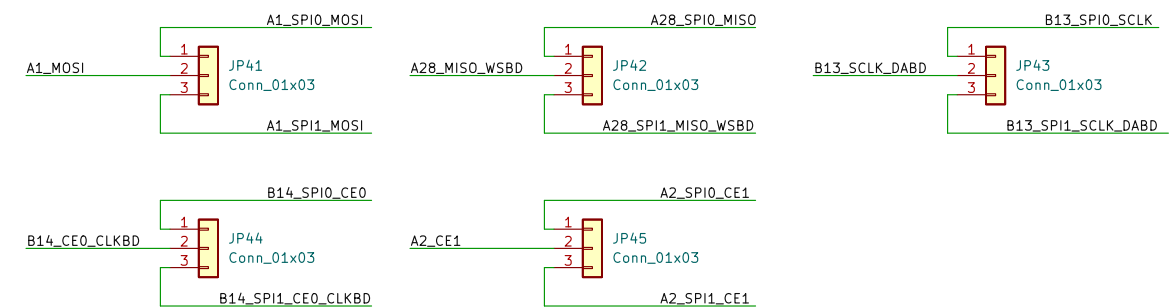 A1_SPI0_MOSI
1
A1_MOSI
2
3
JP41
Conn_01x03
A1_SPI1_MOSI
A28_SPI0_MISO
1
A28_MISO_WSBD
2
3
JP42
Conn_01x03
A28_SPI1_MISO_WSBD
B13_SPI0_SCLK
1
B13_SCLK_DABD
2
3
JP43
Conn_01x03
B13_SPI1_SCLK_DABD
B14_SPI0_CE0
1
B14_CE0_CLKBD
2
3
JP44
Conn_01x03
B14_SPI1_CE0_CLKBD
A2_SPI0_CE1
1
A2_CE1
2
3
JP45
Conn_01x03
A2_SPI1_CE1